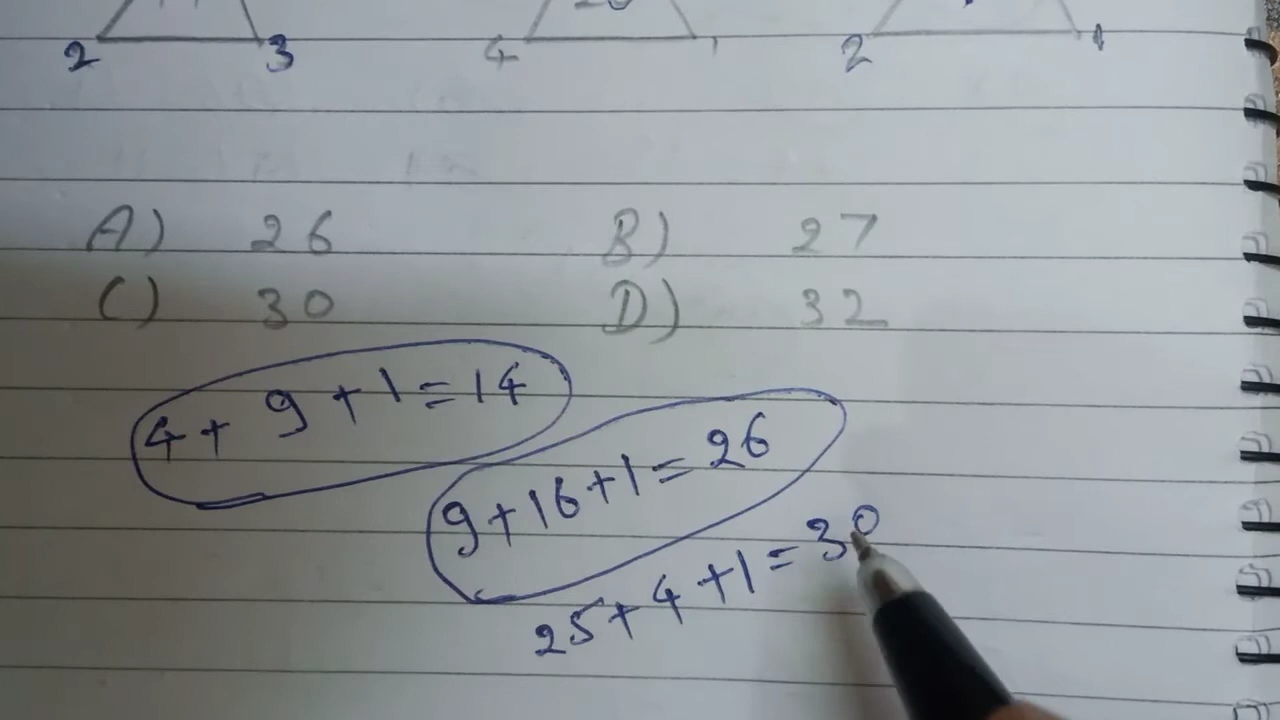 2 3 4 1 2 1
A) 26 B) 27
C) 30 D) 32
4 + 9 + 1 = 14
9 + 16 + 1 = 26
25 + 4 + 1 = 30